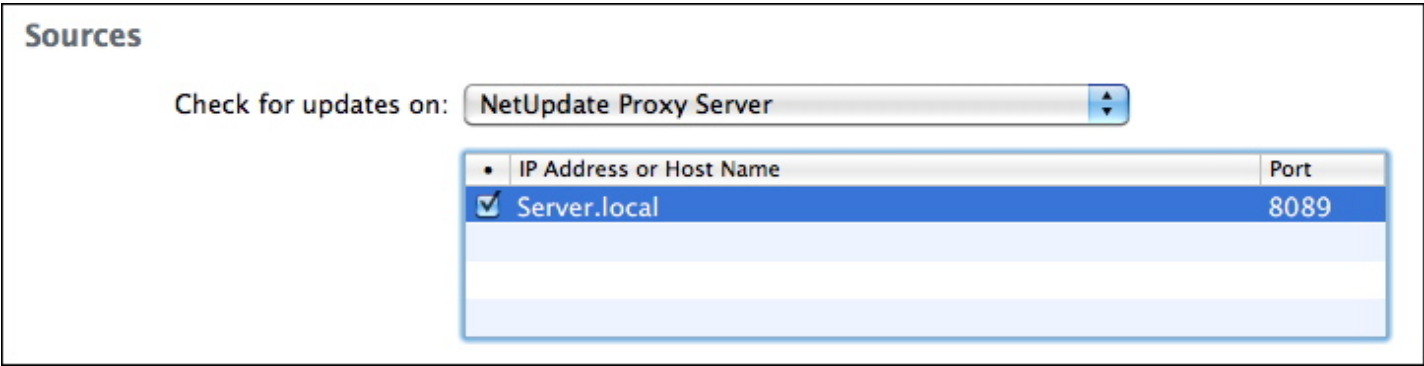 Sources
Check for updates on: NetUpdate Proxy Server
• IP Address or Host Name Port
Server.local 8089